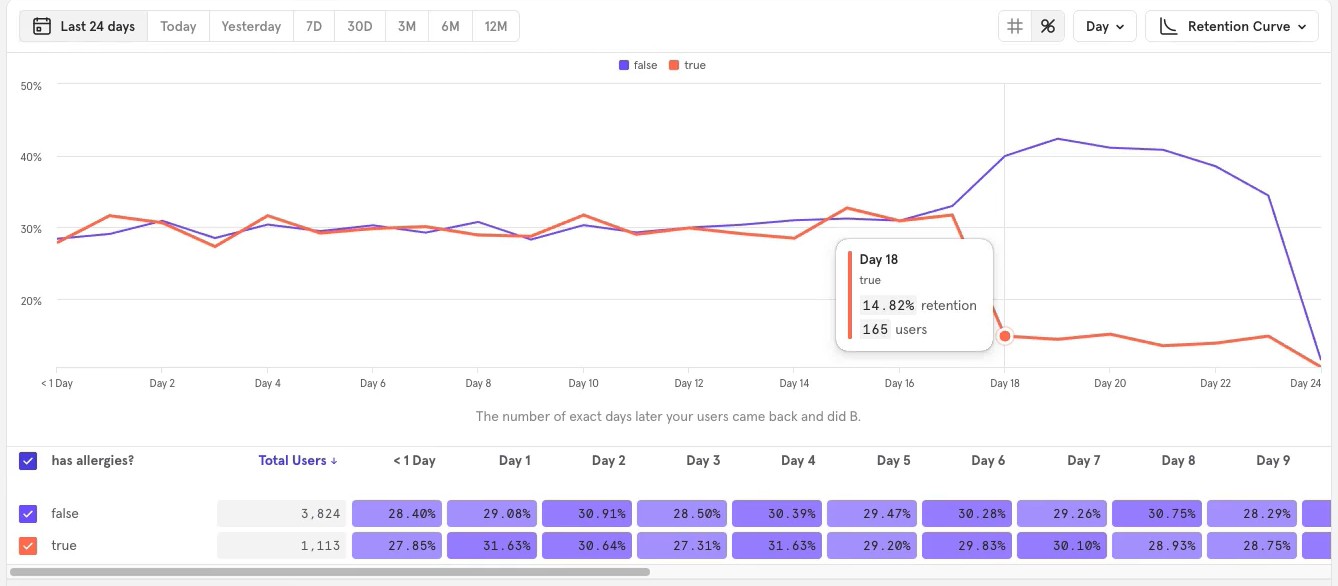 Last 24 days Today Yesterday 7D 30D 3M 6M 12M # % Day Retention Curve
false true
50%
40%
30%
20%
Day 18
true
14.82% retention
165 users
< 1 Day Day 2 Day 4 Day 6 Day 8 Day 10 Day 12 Day 14 Day 16 Day 18 Day 20 Day 22 Day 24
The number of exact days later your users came back and did B.
has allergies? Total Users ↓ < 1 Day Day 1 Day 2 Day 3 Day 4 Day 5 Day 6 Day 7 Day 8 Day 9
false 3,824 28.40% 29.08% 30.91% 28.50% 30.39% 29.47% 30.28% 29.26% 30.75% 28.29%
true 1,113 27.85% 31.63% 30.64% 27.31% 31.63% 29.20% 29.83% 30.10% 28.93% 28.75%